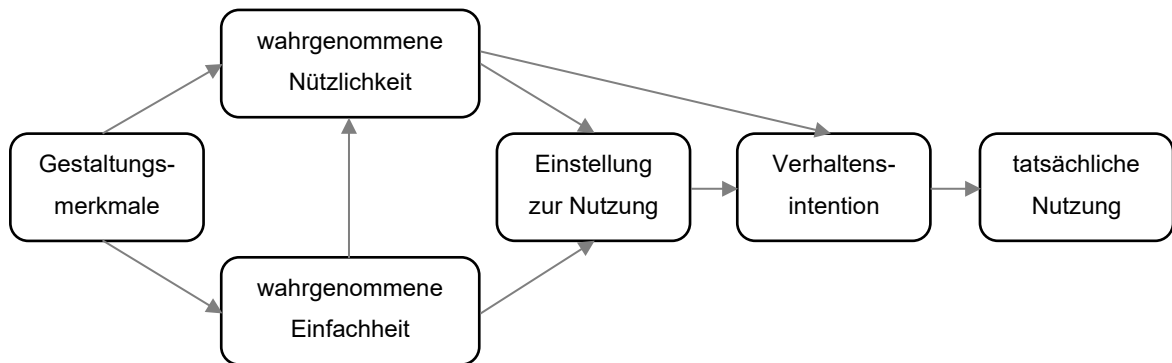 wahrgenommene
Nützlichkeit
Gestaltungs-
merkmale
Einstellung
zur Nutzung
Verhaltens-
intention
tatsächliche
Nutzung
wahrgenommene
Einfachheit